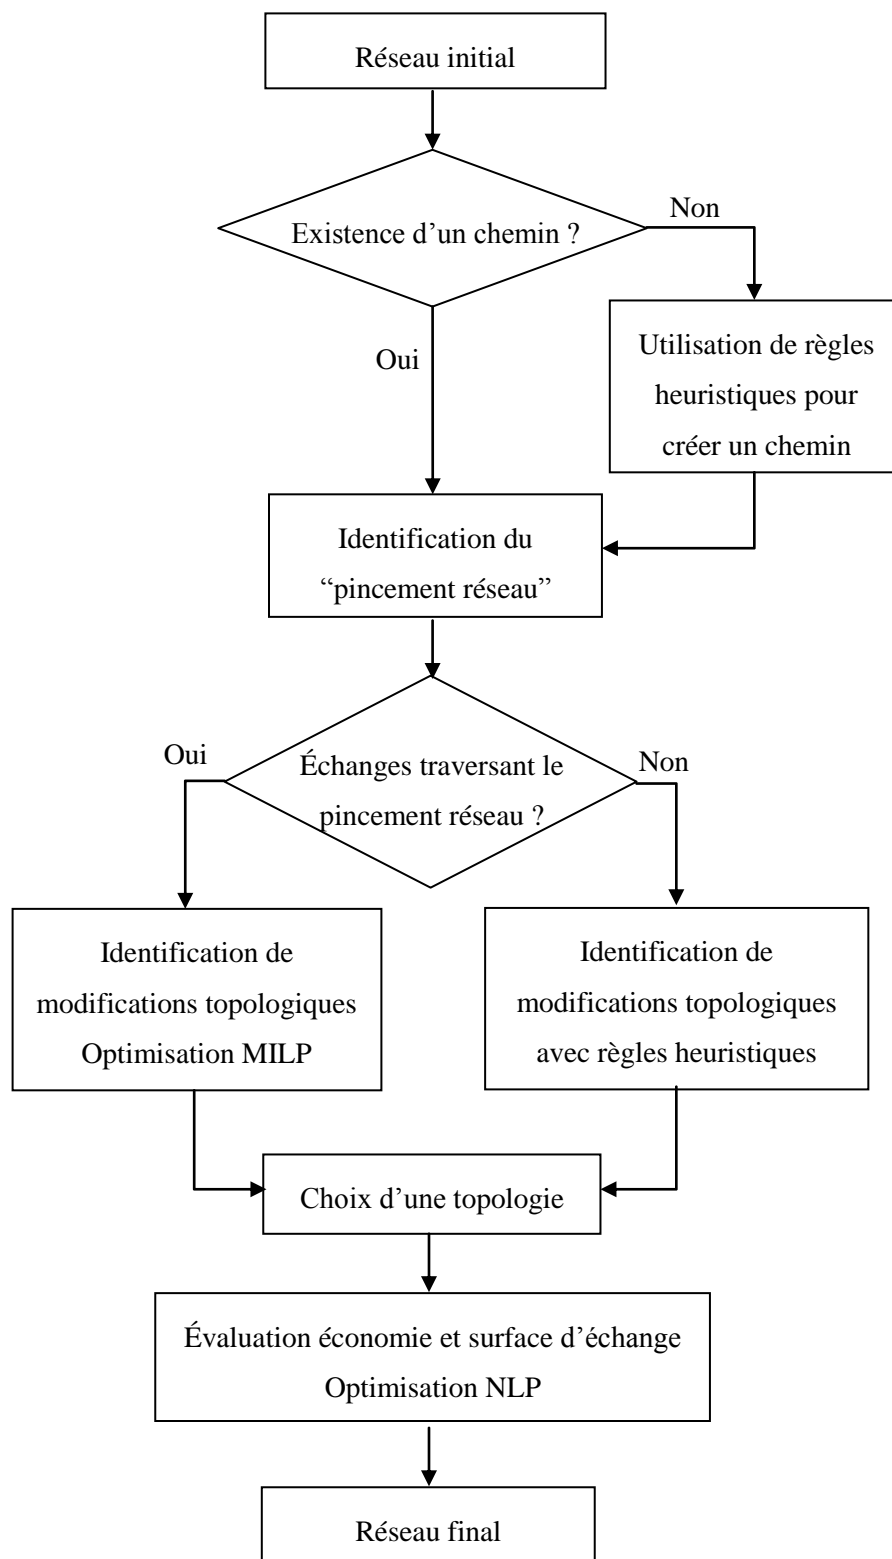 Réseau initial
Existence d’un chemin ?
Non
Oui
Utilisation de règles
heuristiques pour
créer un chemin
Identification du
“pincement réseau”
Oui
Échanges traversant le
pincement réseau ?
Non
Identification de
modifications topologiques
Optimisation MILP
Identification de
modifications topologiques
avec règles heuristiques
Choix d’une topologie
Évaluation économie et surface d’échange
Optimisation NLP
Réseau final